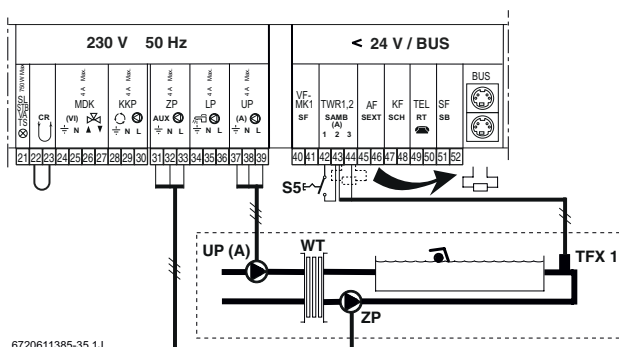 230 V 50 Hz
< 24 V / BUS
750 W Max.
4 A Max.
4 A Max.
4 A Max.
4 A Max.
4 A Max.
SL
STB
VA
TS
CR
MDK
KKP
ZP
LP
UP
(VI)
AUX
(A)
N
N L
N L
N L
N L
VF-
MK1
SF
TWR1,2
SAMB
(A)
1 2 3
AF
SEXT
KF
SCH
TEL
RT
SF
SB
BUS
21 22 23 24 25 26 27 28 29 30 31 32 33 34 35 36 37 38 39
40 41 42 43 44 45 46 47 48 49 50 51 52
S5
UP (A)
WT
TFX 1
ZP
6720611385-35.1J